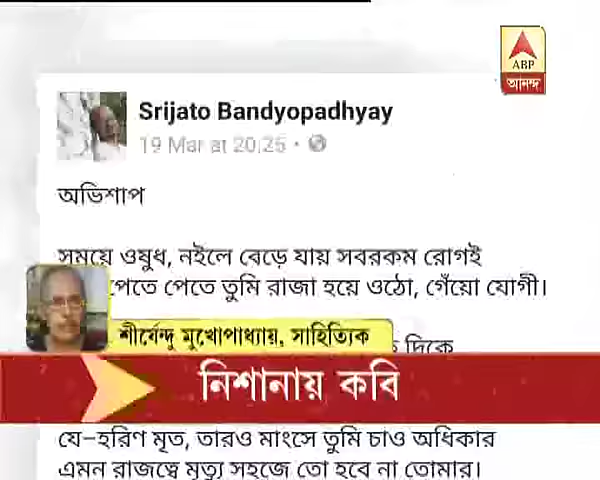 ABP
আনন্দ
Srijato Bandyopadhyay
19 Mar at 20:25
অভিশাপ
সময়ে ওষুধ, নইলে বেড়ে যায় সবরকম রোগই
পেতে পেতে তুমি রাজা হয়ে ওঠো, গেঁয়ো যোগী।
শীর্ষেন্দু মুখোপাধ্যায়, সাহিত্যিক
দিকে
নিশানায় কবি
যে-হরিণ মৃত, তারও মাংসে তুমি চাও অধিকার
এমন রাজত্বে মৃত্যু সহজে তো হবে না তোমার।